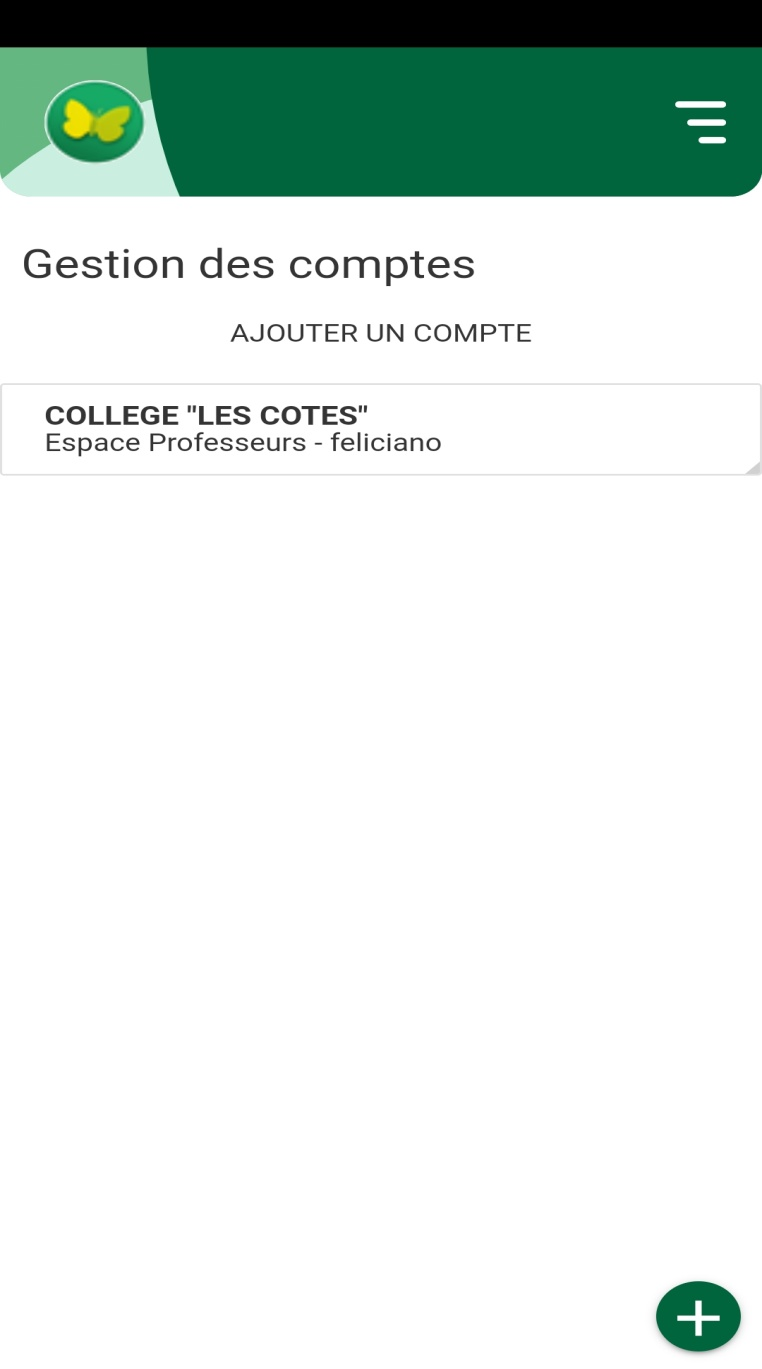 Gestion des comptes
AJOUTER UN COMPTE
COLLEGE "LES COTES"
Espace Professeurs - feliciano